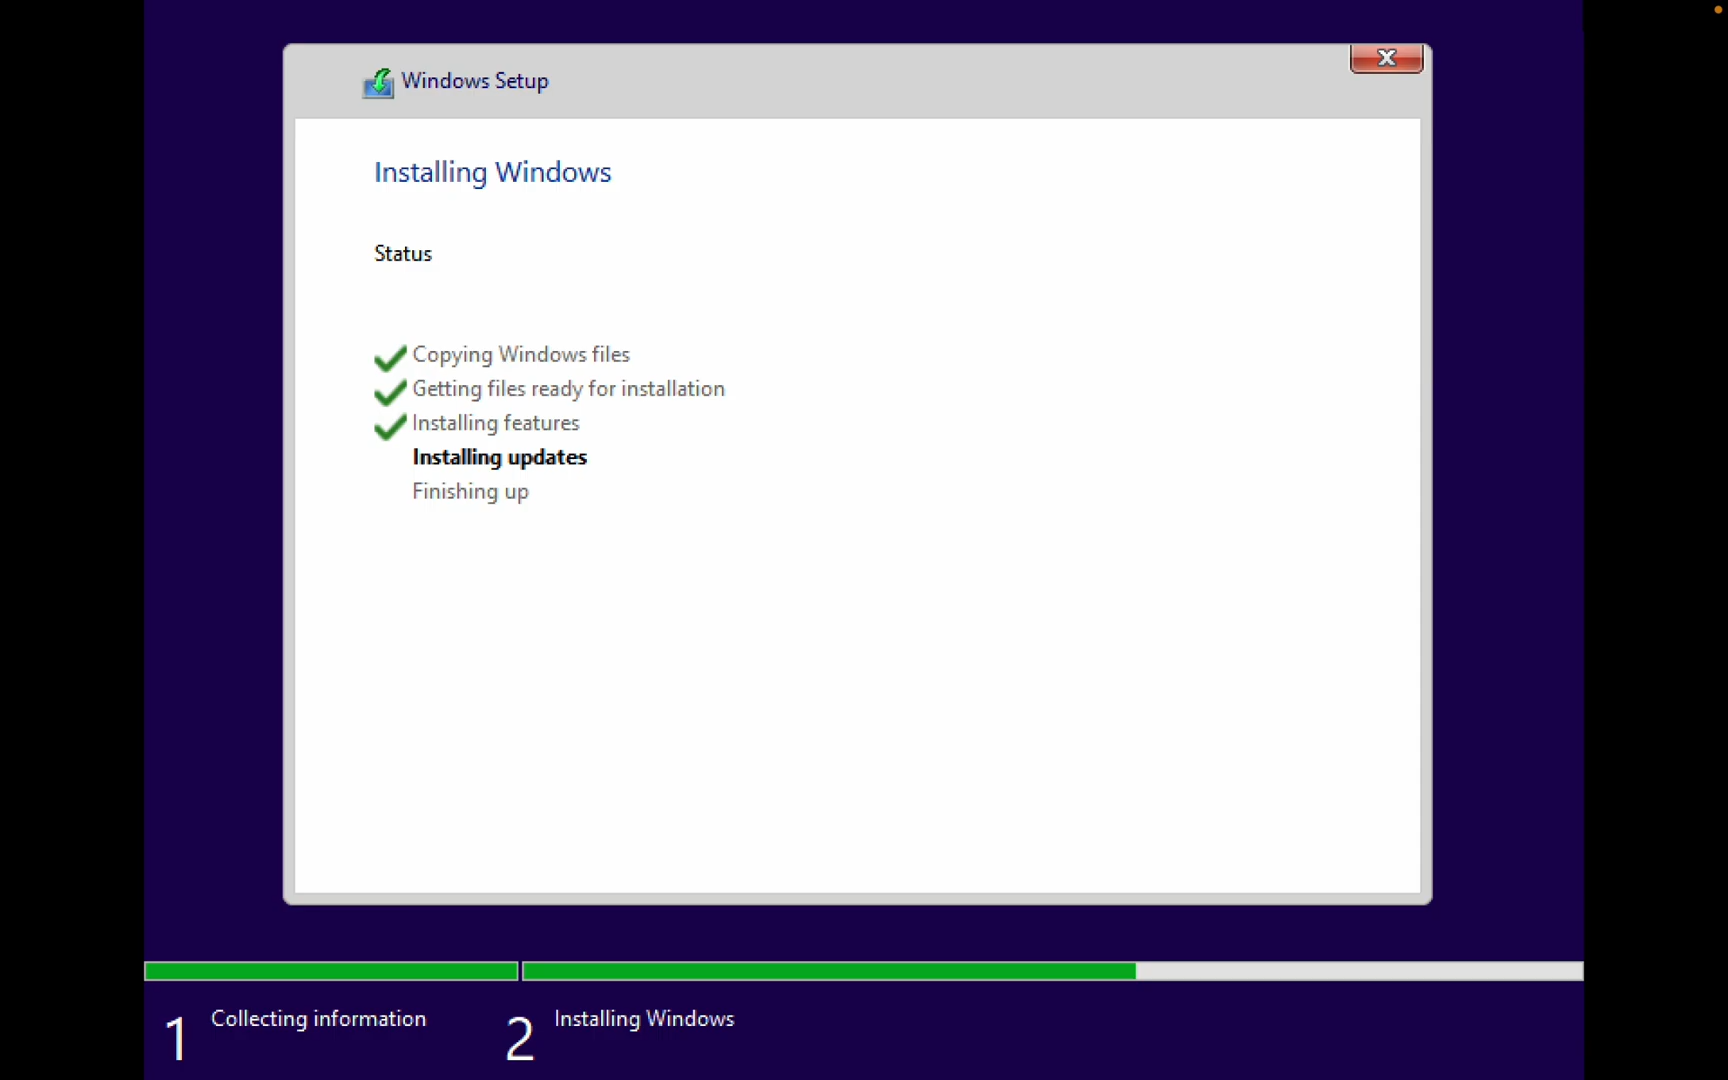 Windows Setup
Installing Windows
Status
Copying Windows files
Getting files ready for installation
Installing features
Installing updates
Finishing up
1 Collecting information 2 Installing Windows